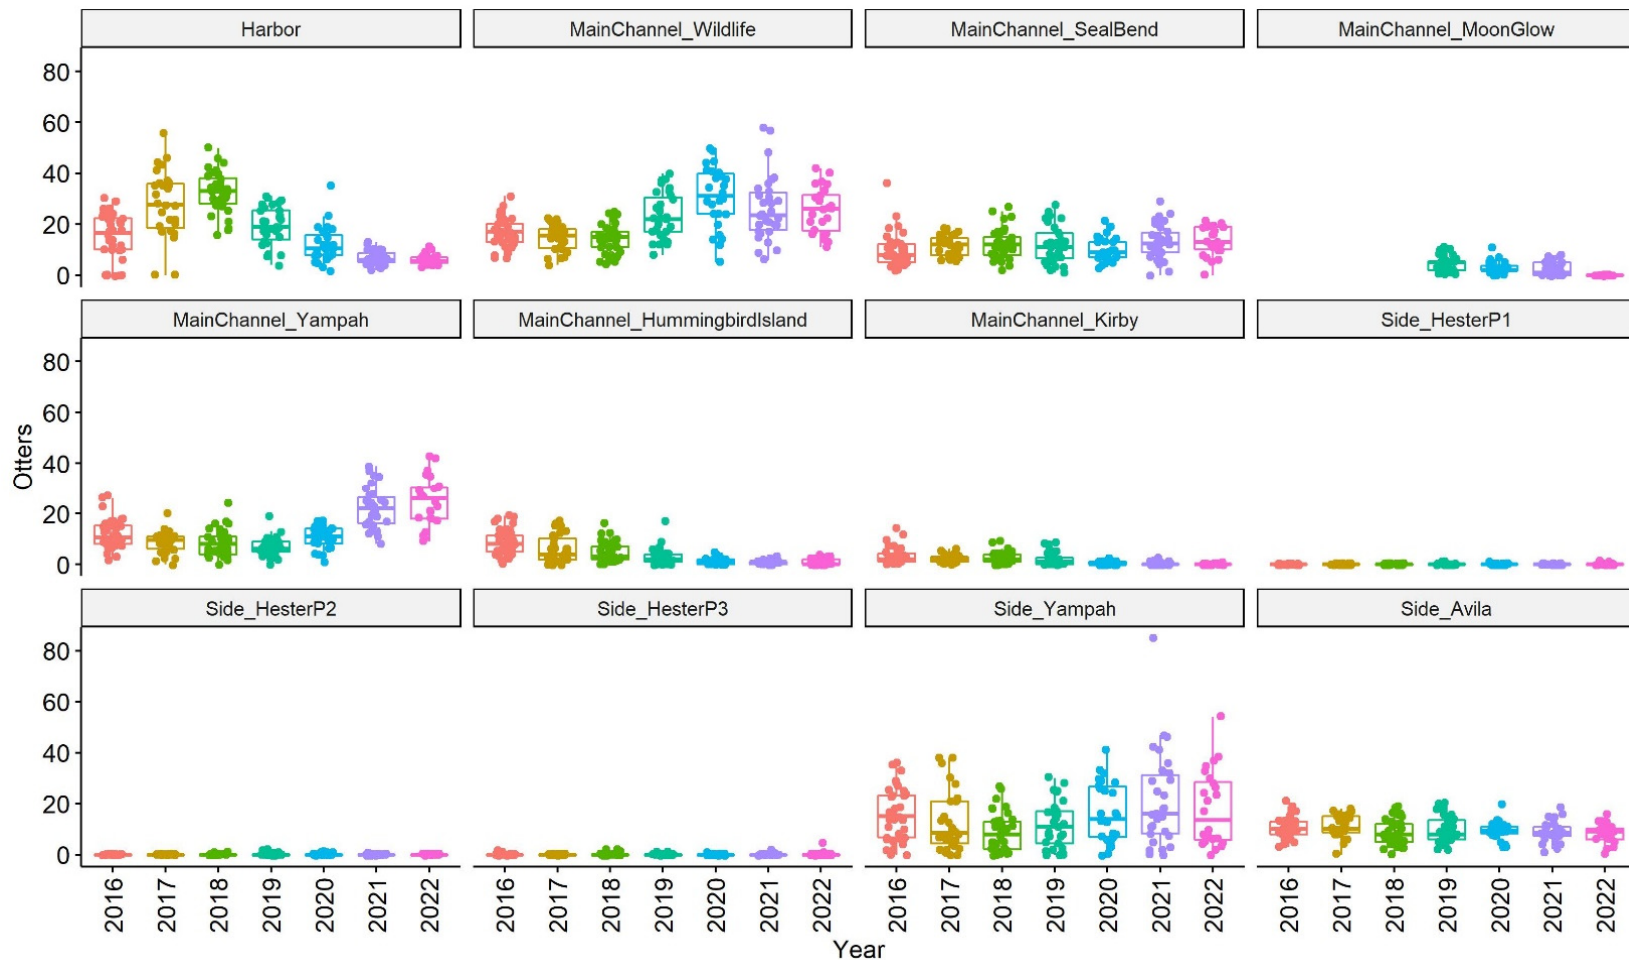 Harbor MainChannel_Wildlife MainChannel_SealBend MainChannel_MoonGlow
80
60
40
20
0
MainChannel_Yampah MainChannel_HummingbirdIsland MainChannel_Kirby Side_HesterP1
80
60
40
20
0
Otters
Side_HesterP2 Side_HesterP3 Side_Yampah Side_Avila
80
60
40
20
0
2016 2017 2018 2019 2020 2021 2022 2016 2017 2018 2019 2020 2021 2022 2016 2017 2018 2019 2020 2021 2022 2016 2017 2018 2019 2020 2021 2022
Year